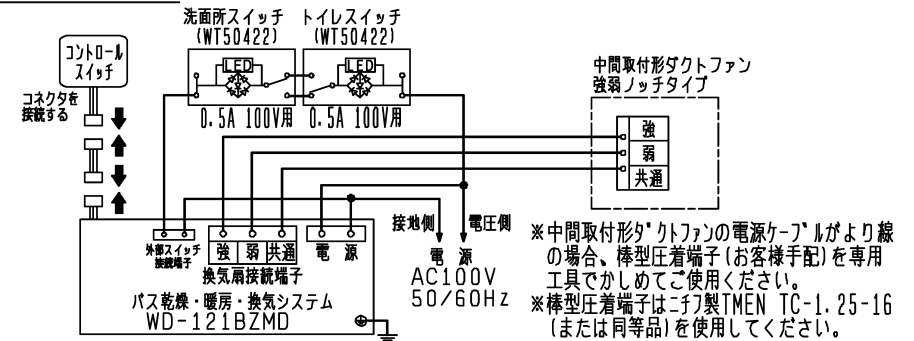 洗面所スイッチ
(WT50422)
トイレスイッチ
(WT50422)
LED
LED
0.5A 100V用
0.5A 100V用
コントロール
スイッチ
コネクタを
接続する
中間取付形ダクトファン
強弱ノッチタイプ
強
弱
共通
外部スイッチ
接続端子
強
弱
共通
電
源
換気扇接続端子
バス乾燥・暖房・換気システム
WD-121BZMD
接地側
電圧側
電 源
AC100V
50/60Hz
※中間取付形ダクトファンの電源ケーブルがより線
の場合、棒型圧着端子(お客様手配)を専用
工具でかしめてご使用ください。
※棒型圧着端子はニチフ製TMEN TC-1.25-16
(または同等品)を使用してください。